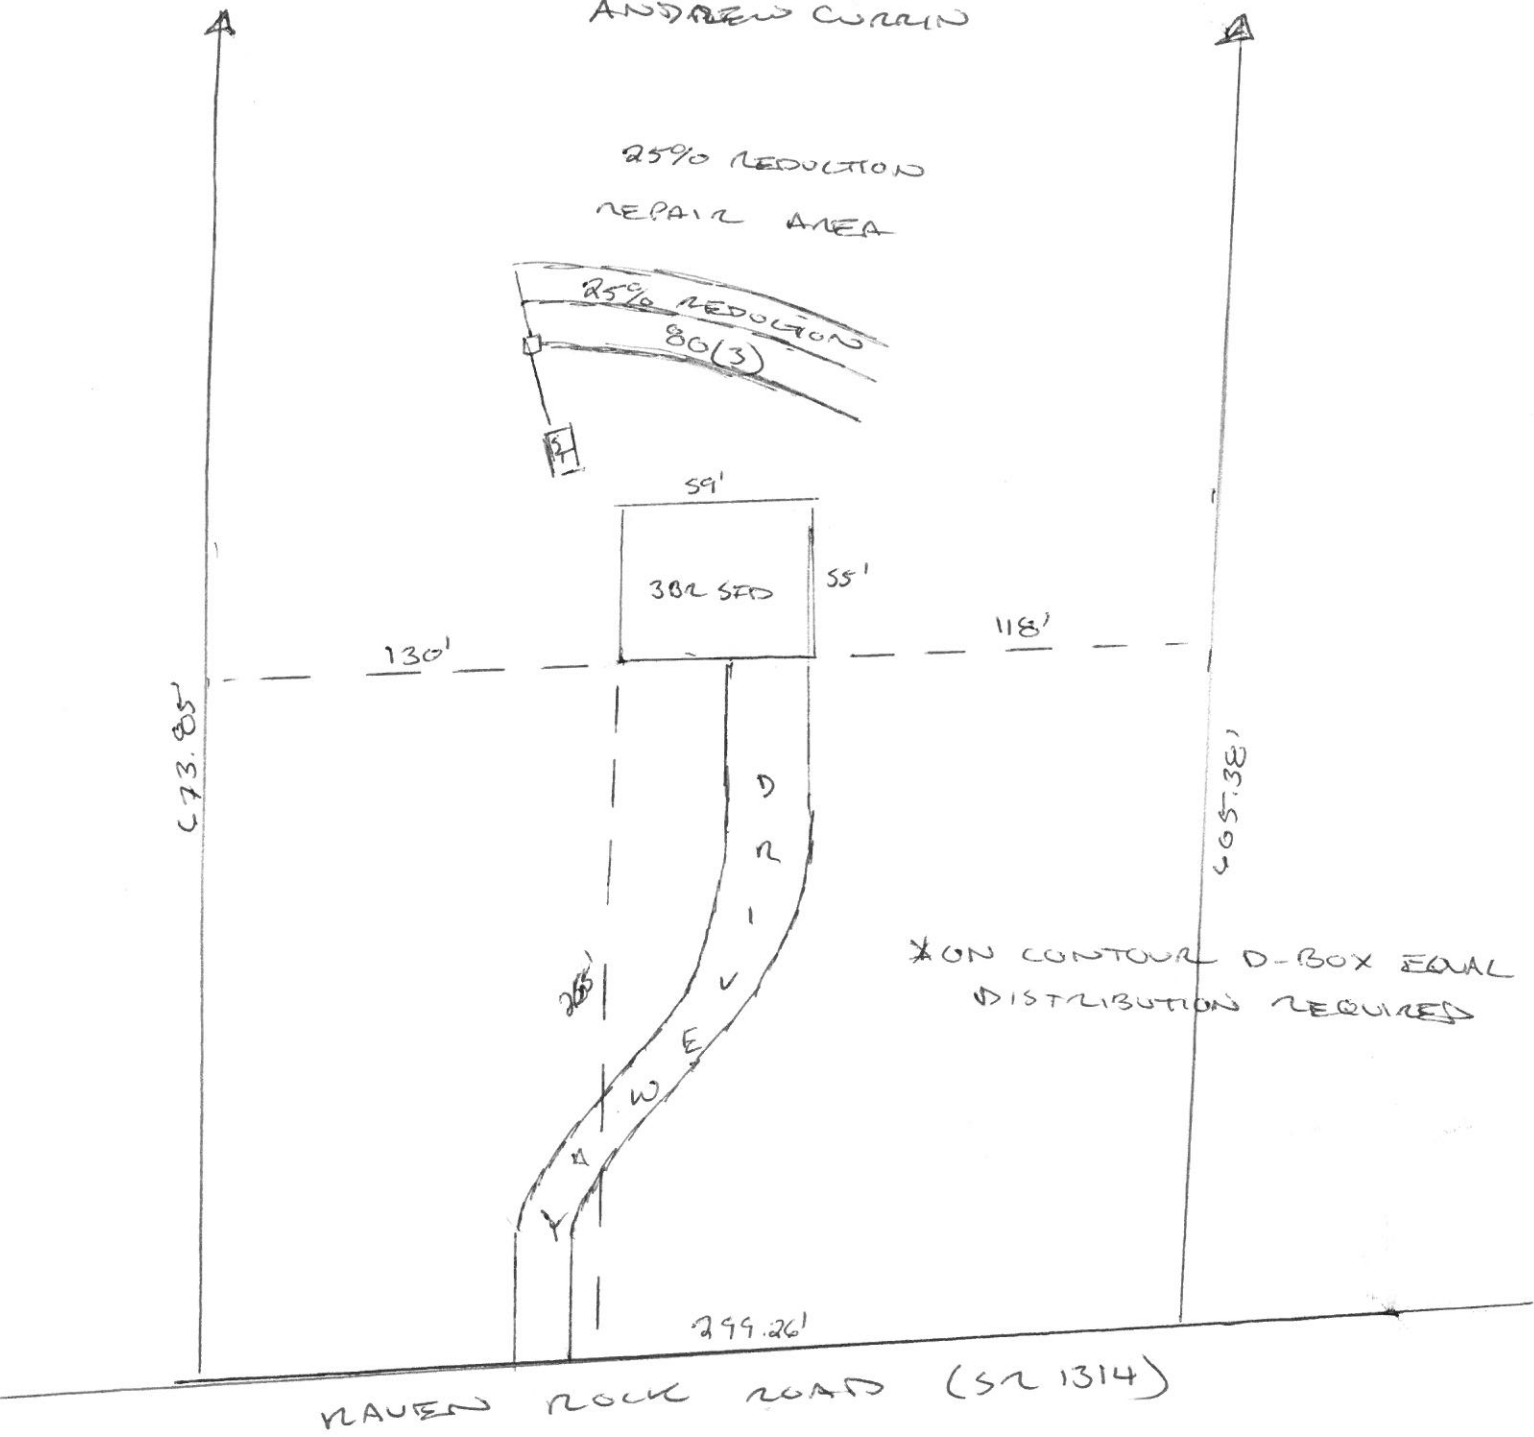 ANDREW CURRIN
25% REDUCTION
REPAIR AREA
25% REDUCTION
80(3)
ST
59'
3BR SFD
55'
130'
118'
673.85'
605.38'
DRIVEWAY
*ON CONTOUR D-BOX EQUAL
DISTRIBUTION REQUIRED
299.26'
RAVEN ROCK ROAD (SR 1314)